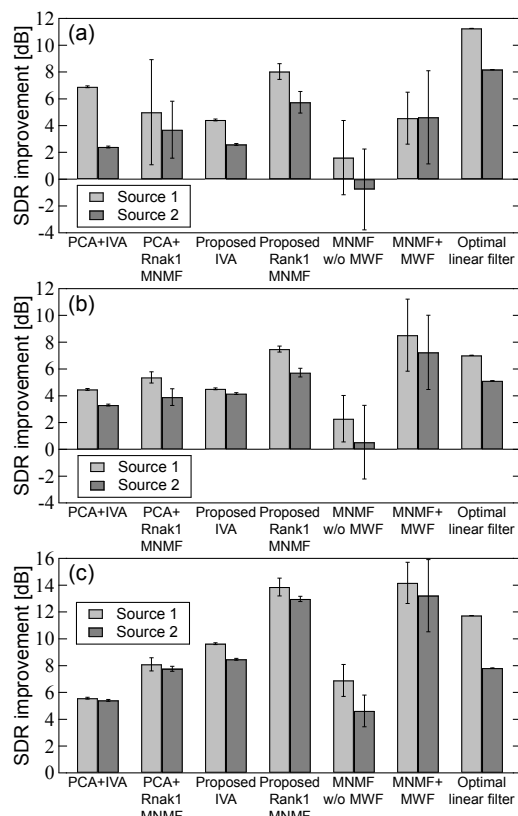 (a)
SDR improvement [dB]
12
10
8
6
4
2
0
-2
-4
Source 1
Source 2
PCA+IVA
PCA+
Rnak1
MNMF
Proposed
IVA
Proposed
Rank1
MNMF
MNMF
w/o MWF
MNMF+
MWF
Optimal
linear filter
(b)
SDR improvement [dB]
12
10
8
6
4
2
0
-2
-4
Source 1
Source 2
PCA+IVA
PCA+
Rnak1
MNMF
Proposed
IVA
Proposed
Rank1
MNMF
MNMF
w/o MWF
MNMF+
MWF
Optimal
linear filter
(c)
SDR improvement [dB]
16
14
12
10
8
6
4
2
0
Source 1
Source 2
PCA+IVA
PCA+
Rnak1
MNMF
Proposed
IVA
Proposed
Rank1
MNMF
MNMF
w/o MWF
MNMF+
MWF
Optimal
linear filter